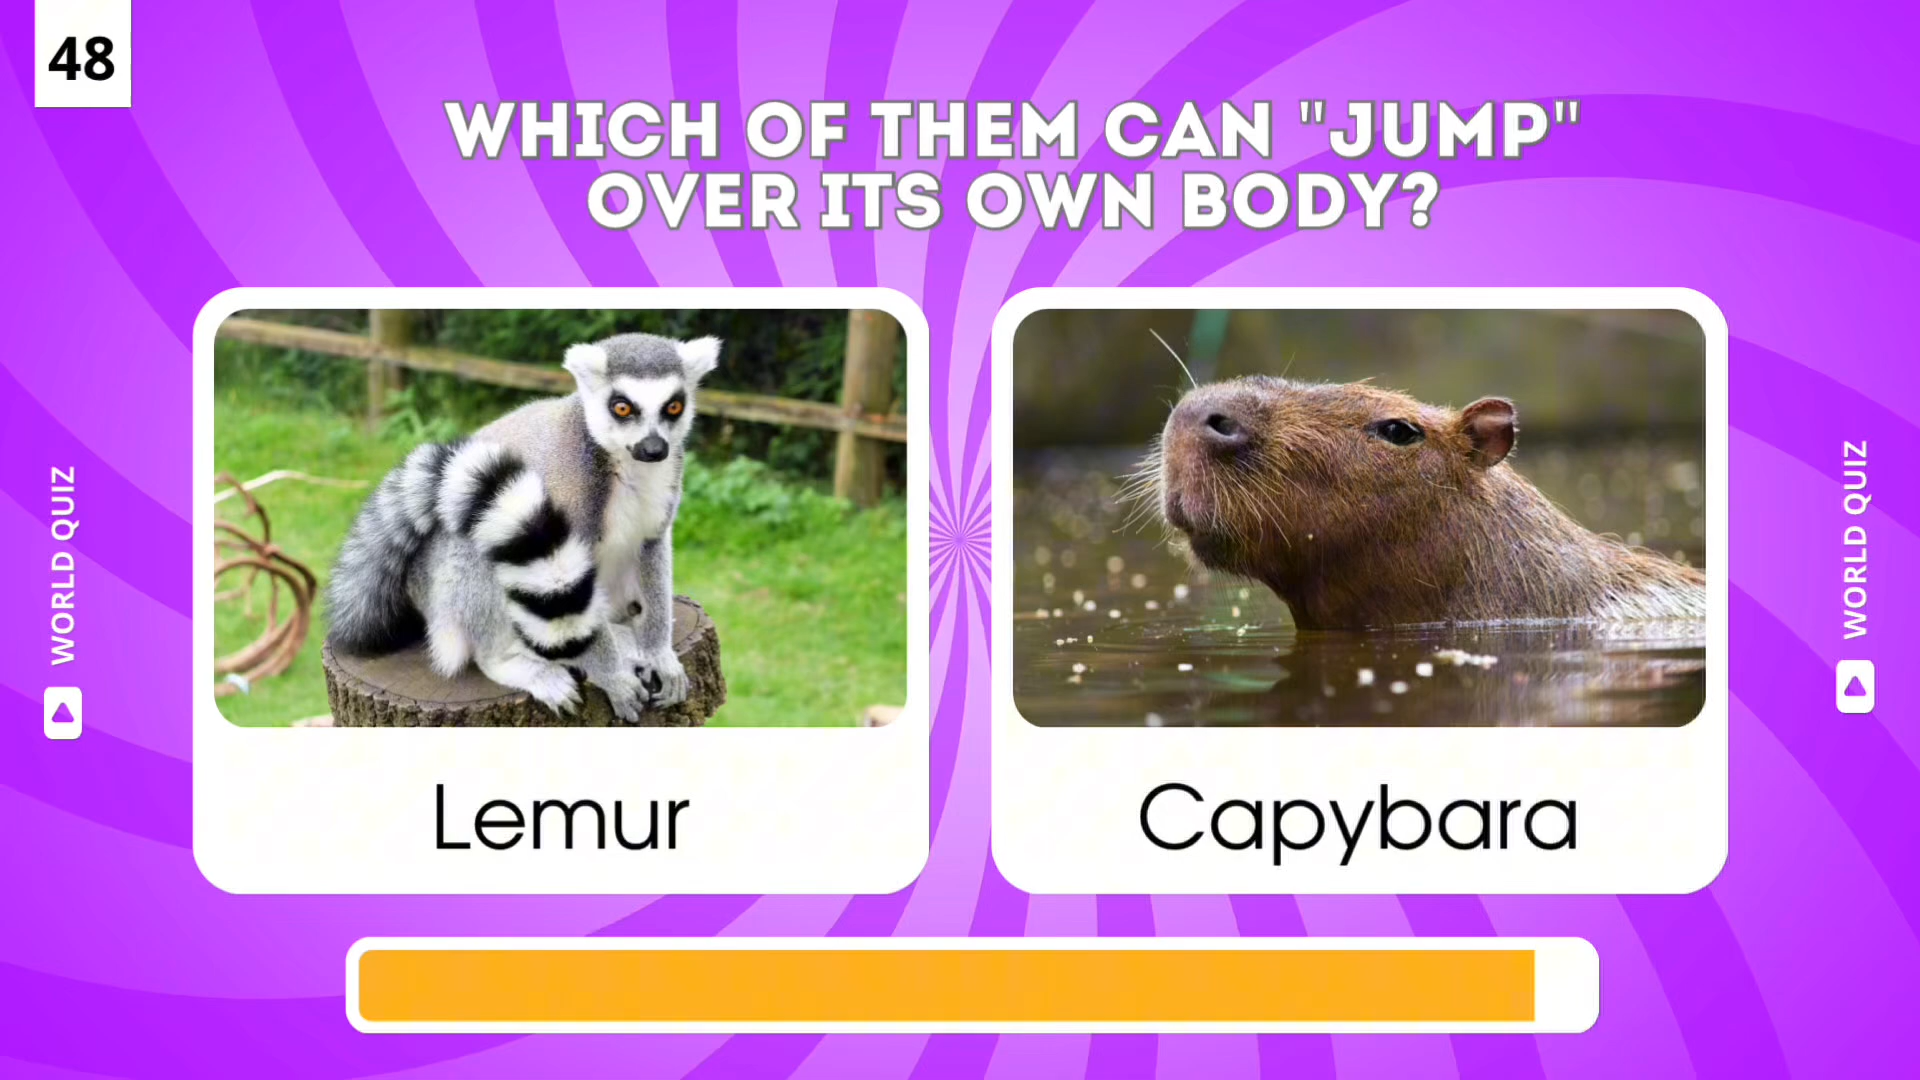 48
WHICH OF THEM CAN "JUMP"
OVER ITS OWN BODY?
WORLD QUIZ
WORLD QUIZ
Lemur
Capybara